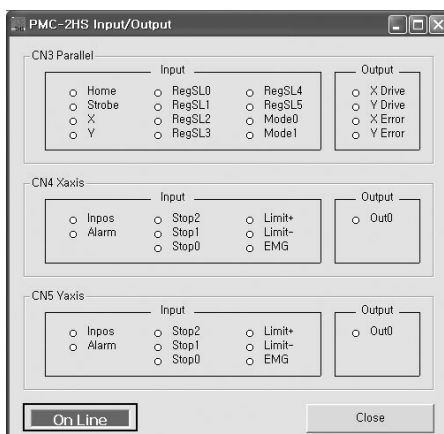 PMC-2HS Input/Output
CN3 Parallel
Input
Output
Home RegSL0 RegSL4 X Drive
Strobe RegSL1 RegSL5 Y Drive
X RegSL2 Mode0 X Error
Y RegSL3 Mode1 Y Error
CN4 Xaxis
Input
Output
Inpos Stop2 Limit+ Out0
Alarm Stop1 Limit-
Stop0 EMG
CN5 Yaxis
Input
Output
Inpos Stop2 Limit+ Out0
Alarm Stop1 Limit-
Stop0 EMG
On Line
Close